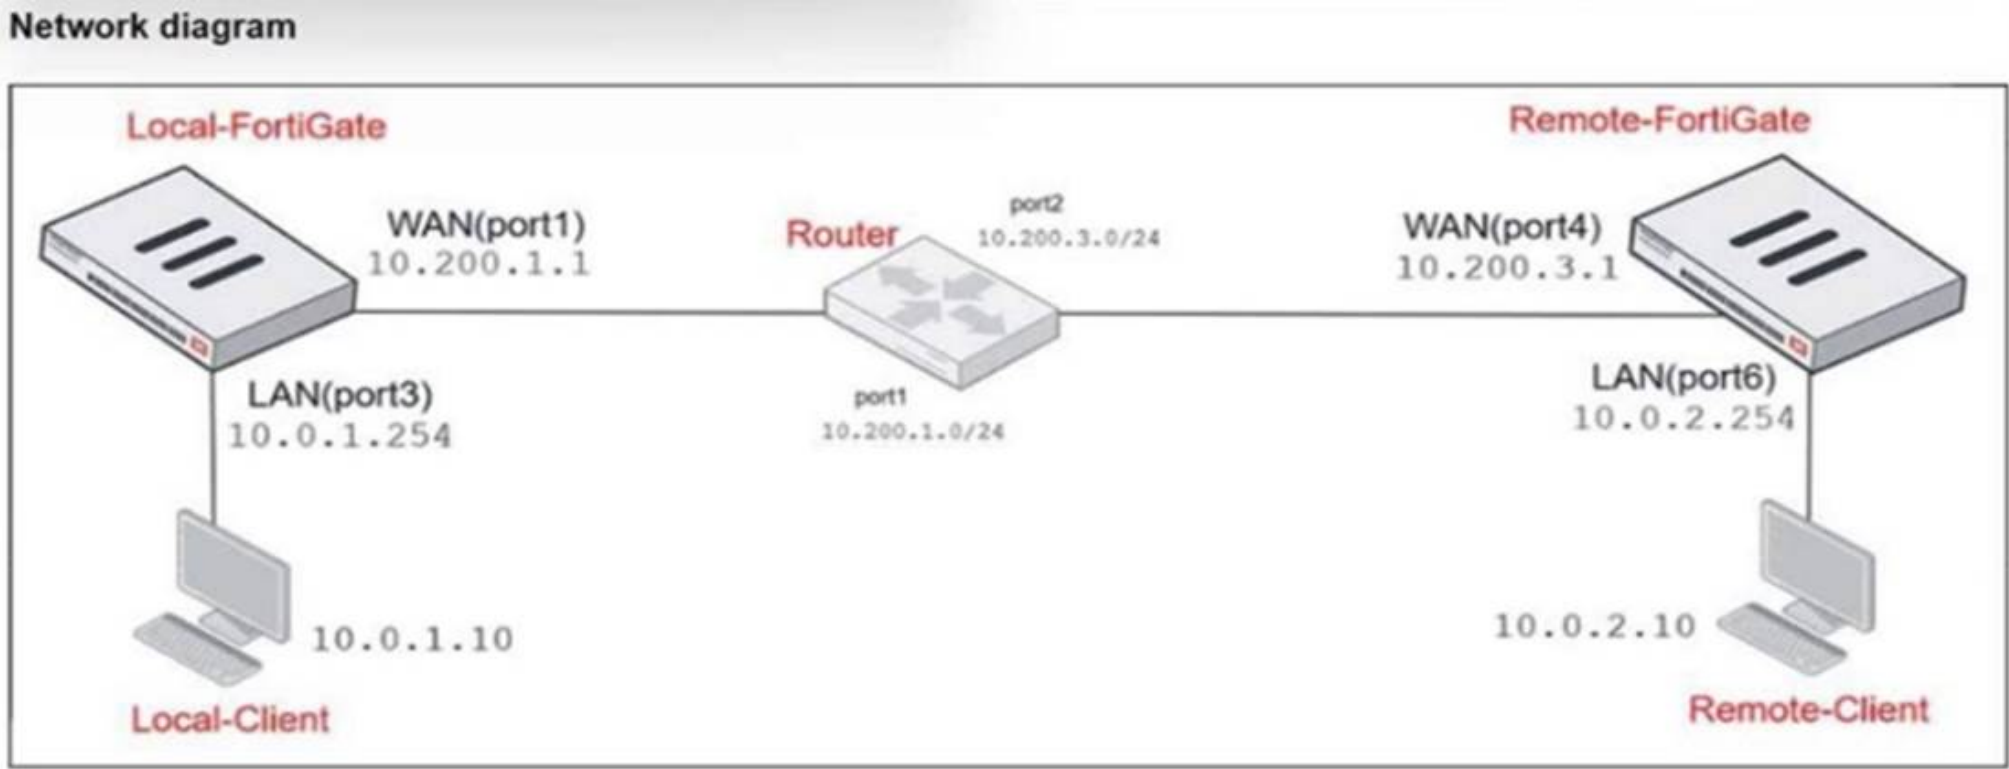 Network diagram
Local-FortiGate
WAN(port1)
10.200.1.1
LAN(port3)
10.0.1.254
10.0.1.10
Local-Client
Router
port2
10.200.3.0/24
port1
10.200.1.0/24
Remote-FortiGate
WAN(port4)
10.200.3.1
LAN(port6)
10.0.2.254
10.0.2.10
Remote-Client